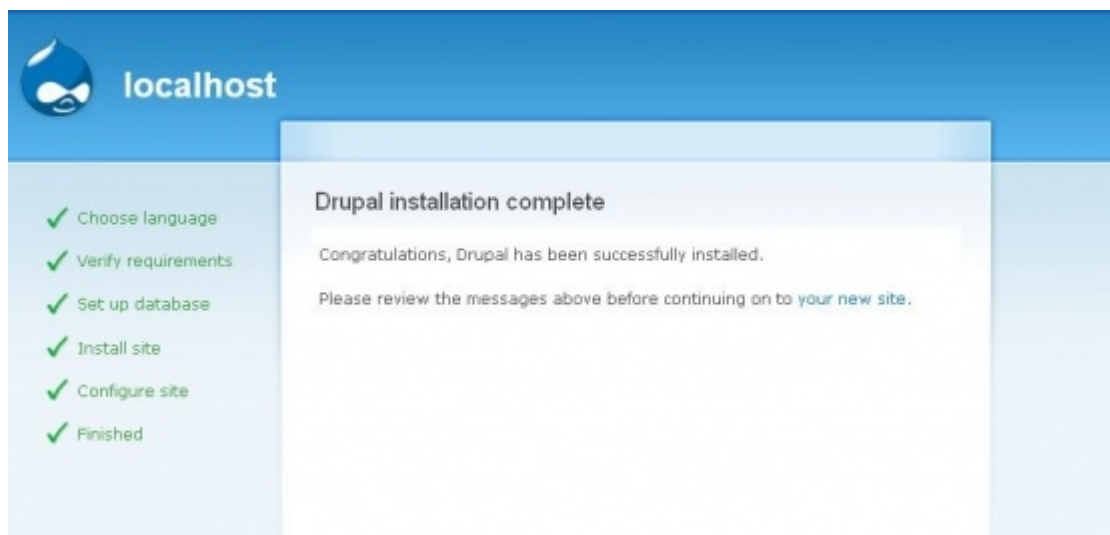 localhost
Choose language
Verify requirements
Set up database
Install site
Configure site
Finished
Drupal installation complete
Congratulations, Drupal has been successfully installed.
Please review the messages above before continuing on to your new site.